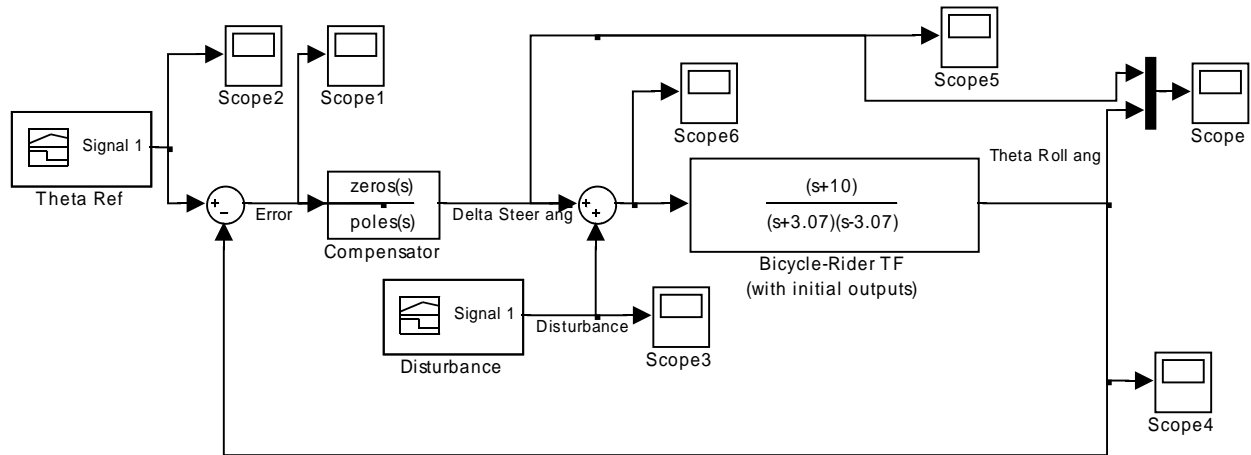 Scope2
Scope1
Scope5
Scope6
Scope
Signal 1
Theta Ref
+
−
Error
zeros(s)
poles(s)
Compensator
Delta Steer ang
+
+
(s+10)
(s+3.07)(s-3.07)
Bicycle-Rider TF
(with initial outputs)
Theta Roll ang
Signal 1
Disturbance
Disturbance
Scope3
Scope4